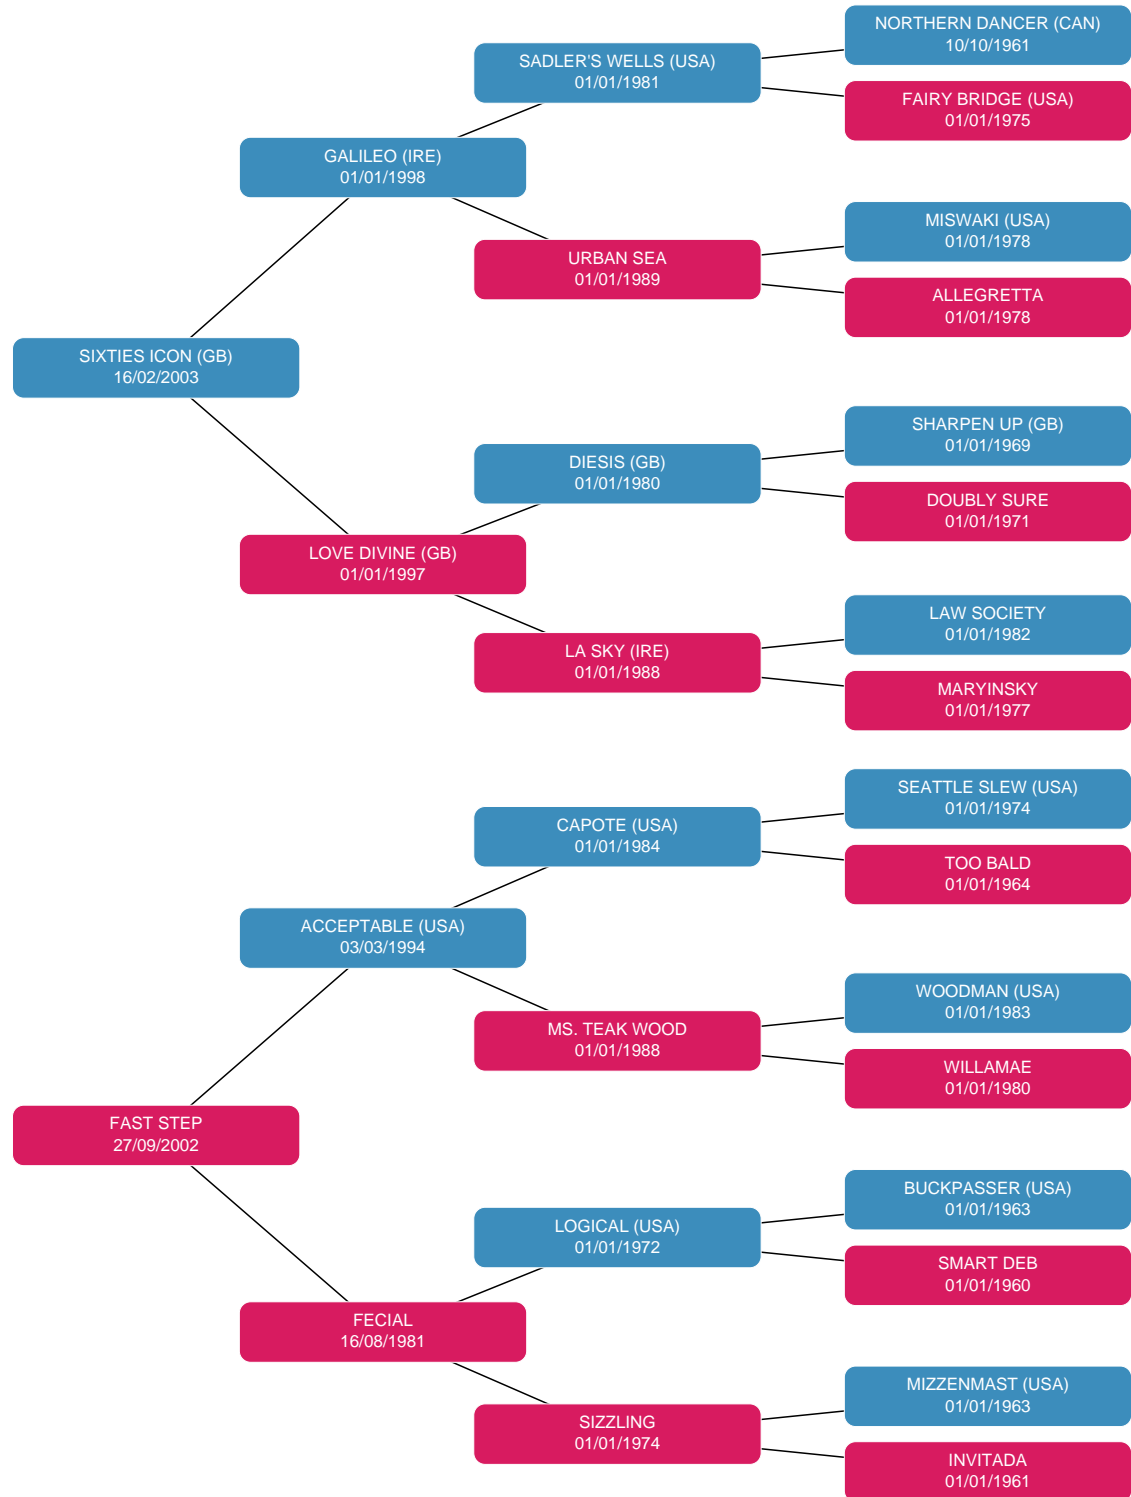 NORTHERN DANCER (CAN)
10/10/1961
SADLER'S WELLS (USA)
01/01/1981
FAIRY BRIDGE (USA)
01/01/1975
GALILEO (IRE)
01/01/1998
MISWAKI (USA)
01/01/1978
URBAN SEA
01/01/1989
ALLEGRETTA
01/01/1978
SIXTIES ICON (GB)
16/02/2003
SHARPEN UP (GB)
01/01/1969
DIESIS (GB)
01/01/1980
DOUBLY SURE
01/01/1971
LOVE DIVINE (GB)
01/01/1997
LAW SOCIETY
01/01/1982
LA SKY (IRE)
01/01/1988
MARYINSKY
01/01/1977
SEATTLE SLEW (USA)
01/01/1974
CAPOTE (USA)
01/01/1984
TOO BALD
01/01/1964
ACCEPTABLE (USA)
03/03/1994
WOODMAN (USA)
01/01/1983
MS. TEAK WOOD
01/01/1988
WILLAMAE
01/01/1980
FAST STEP
27/09/2002
BUCKPASSER (USA)
01/01/1963
LOGICAL (USA)
01/01/1972
SMART DEB
01/01/1960
FECIAL
16/08/1981
MIZZENMAST (USA)
01/01/1963
SIZZLING
01/01/1974
INVITADA
01/01/1961